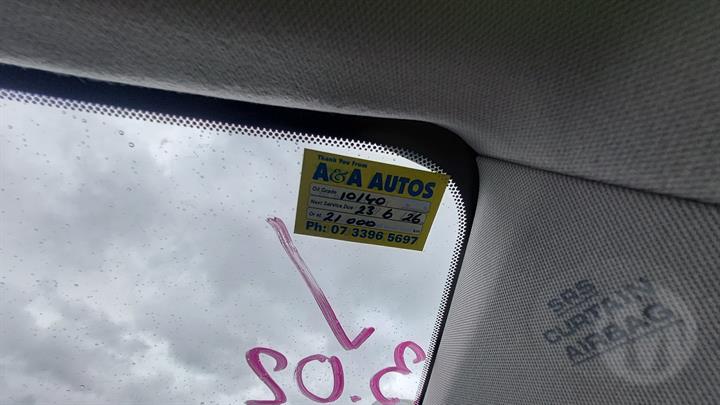 Thank You From
A&A AUTOS
Oil Grade 10/40
Next Service Due 23 6 26
Or at 21 000 km
Ph: 07 3396 5697
SRS
CURTAIN
AIRBAG